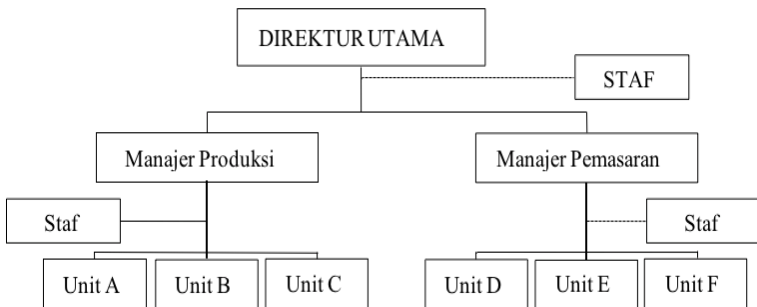 DIREKTUR UTAMA
STAF
Manajer Produksi
Manajer Pemasaran
Staf
Staf
Unit A
Unit B
Unit C
Unit D
Unit E
Unit F